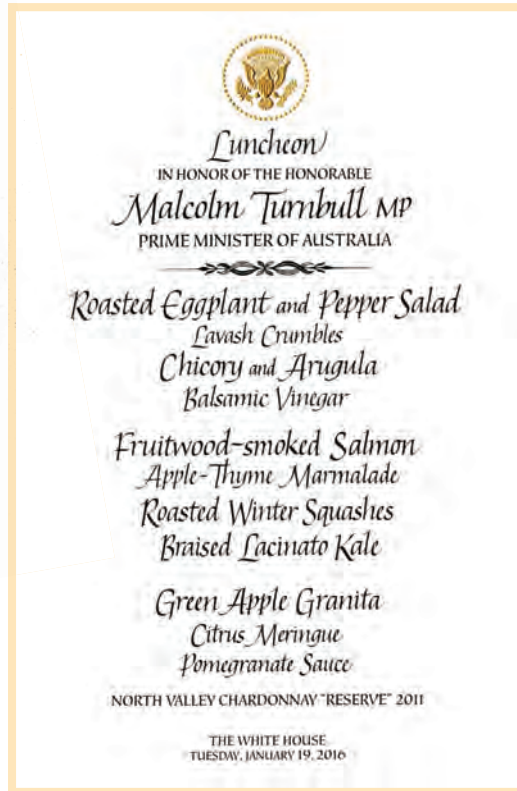 Luncheon
IN HONOR OF THE HONORABLE
Malcolm Turnbull MP
PRIME MINISTER OF AUSTRALIA
Roasted Eggplant and Pepper Salad
Lavash Crumbles
Chicory and Arugula
Balsamic Vinegar
Fruitwood-smoked Salmon
Apple-Thyme Marmalade
Roasted Winter Squashes
Braised Lacinato Kale
Green Apple Granita
Citrus Meringue
Pomegranate Sauce
NORTH VALLEY CHARDONNAY "RESERVE" 2011
THE WHITE HOUSE
TUESDAY, JANUARY 19, 2016